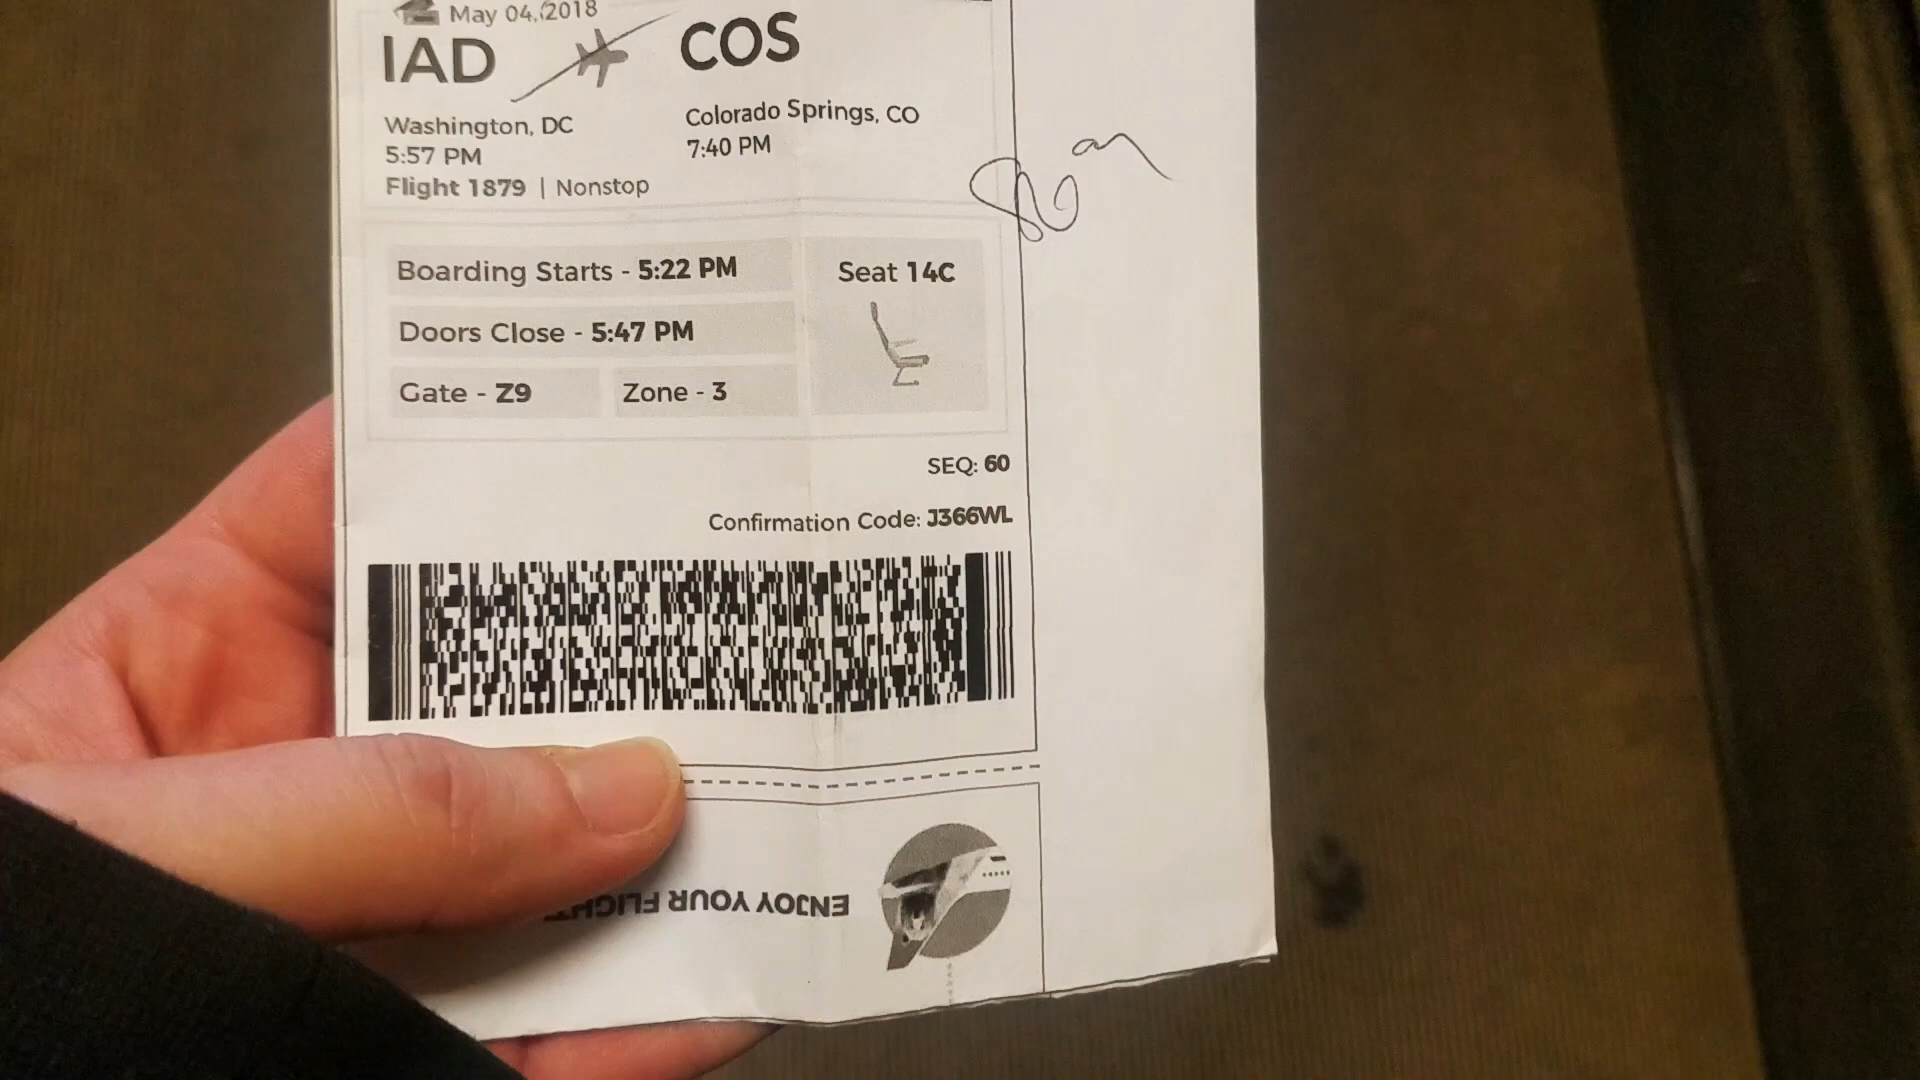 May 04, 2018
IAD COS
Washington, DC
5:57 PM
Flight 1879 | Nonstop
Colorado Springs, CO
7:40 PM
Boarding Starts - 5:22 PM
Doors Close - 5:47 PM
Gate - Z9
Zone - 3
Seat 14C
SEQ: 60
Confirmation Code: J366WL
ENJOY YOUR FLIGHT